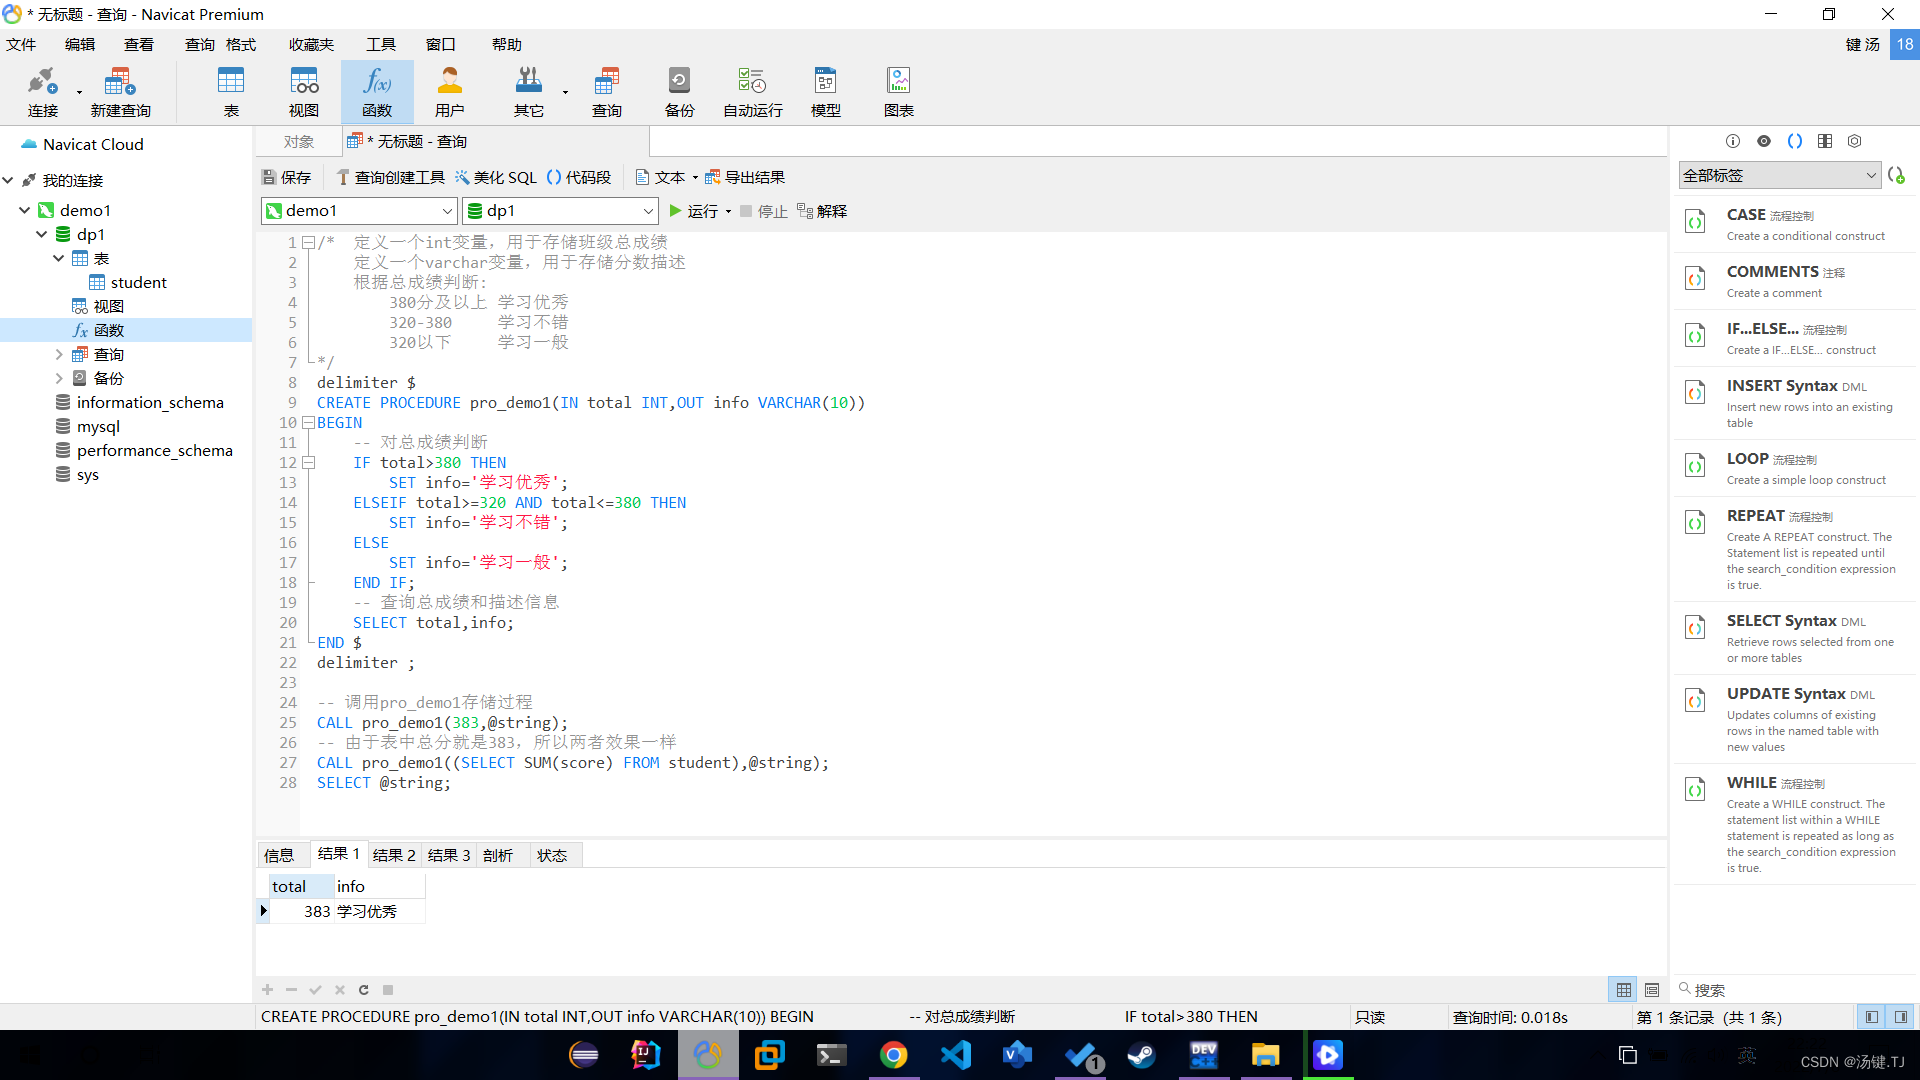 * 无标题 - 查询 - Navicat Premium
文件 编辑 查看 查询 格式 收藏夹 工具 窗口 帮助 键 汤 18
连接 新建查询 表 视图 函数 用户 其它 查询 备份 自动运行 模型 图表
Navicat Cloud
我的连接
demo1
dp1
表
student
视图
函数
查询
备份
information_schema
mysql
performance_schema
sys
对象 * 无标题 - 查询
保存 查询创建工具 美化 SQL 代码段 文本 导出结果
demo1 dp1 运行 停止 解释
1 /*  定义一个int变量，用于存储班级总成绩
2     定义一个varchar变量，用于存储分数描述
3     根据总成绩判断：
4         380分及以上 学习优秀
5         320-380     学习不错
6         320以下     学习一般
7 */
8 delimiter $
9 CREATE PROCEDURE pro_demo1(IN total INT,OUT info VARCHAR(10))
10 BEGIN
11     -- 对总成绩判断
12     IF total>380 THEN
13         SET info='学习优秀';
14     ELSEIF total>=320 AND total<=380 THEN
15         SET info='学习不错';
16     ELSE
17         SET info='学习一般';
18     END IF;
19     -- 查询总成绩和描述信息
20     SELECT total,info;
21 END $
22 delimiter ;
23
24 -- 调用pro_demo1存储过程
25 CALL pro_demo1(383,@string);
26 -- 由于表中总分就是383，所以两者效果一样
27 CALL pro_demo1((SELECT SUM(score) FROM student),@string);
28 SELECT @string;
信息 结果 1 结果 2 结果 3 剖析 状态
total info
383 学习优秀
CREATE PROCEDURE pro_demo1(IN total INT,OUT info VARCHAR(10)) BEGIN -- 对总成绩判断 IF total>380 THEN 只读 查询时间: 0.018s 第 1 条记录 (共 1 条)
全部标签
CASE 流程控制
Create a conditional construct
COMMENTS 注释
Create a comment
IF...ELSE... 流程控制
Create a IF...ELSE... construct
INSERT Syntax DML
Insert new rows into an existing
table
LOOP 流程控制
Create a simple loop construct
REPEAT 流程控制
Create A REPEAT construct. The
Statement list is repeated until
the search_condition expression
is true.
SELECT Syntax DML
Retrieve rows selected from one
or more tables
UPDATE Syntax DML
Updates columns of existing
rows in the named table with
new values
WHILE 流程控制
Create a WHILE construct. The
statement list within a WHILE
statement is repeated as long as
the search_condition expression
is true.
搜索
IJ DEV C++ 1 英
CSDN @汤键.TJ